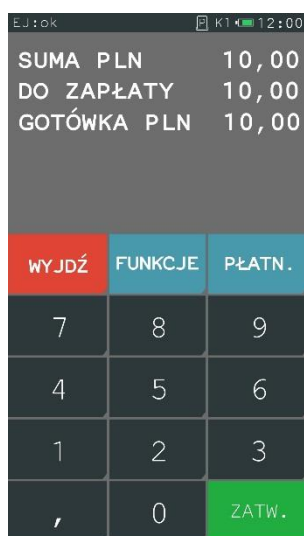 EJ:ok P K1 12:00
SUMA PLN 10,00
DO ZAPŁATY 10,00
GOTÓWKA PLN 10,00
WYJDŹ FUNKCJE PŁATN.
7 8 9
4 5 6
1 2 3
, 0 ZATW.